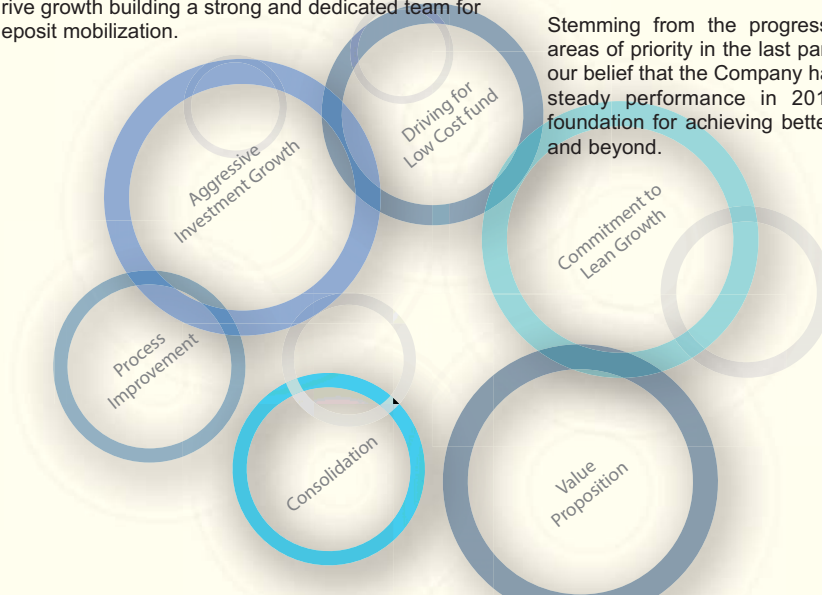 rive growth building a strong and dedicated team for
eposit mobilization.
Stemming from the progress
areas of priority in the last par
our belief that the Company ha
steady performance in 201
foundation for achieving bette
and beyond.
Driving for
Low Cost fund
Aggressive
Investment Growth
Commitment to
Lean Growth
Process
Improvement
Consolidation
Value
Proposition